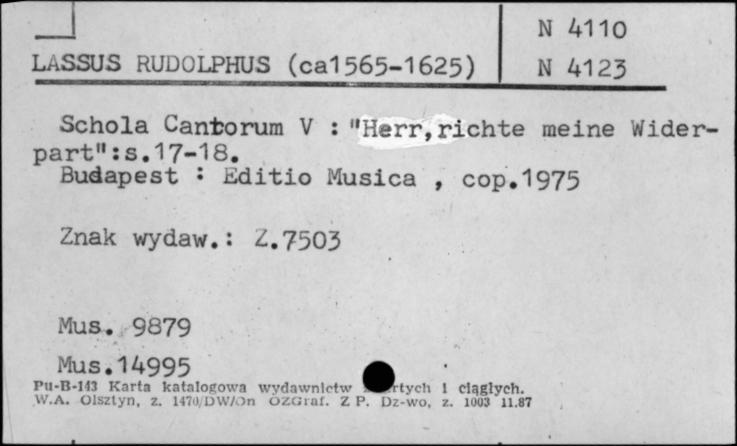 N 4110
LASSUS RUDOLPHUS (ca1565-1625)
N 4123
Schola Cantorum V : "Herr,richte meine Wider-
part":s.17-18.
Budapest : Editio Musica , cop.1975
Znak wydaw.: Z.7503
Mus. 9879
Mus.14995
Pu-B-143 Karta katalogowa wydawnictw rtych i ciągłych.
W.A. Olsztyn, z. 1470/DW/On OZGraf. Z P. Dz-wo, z. 1003 11.87